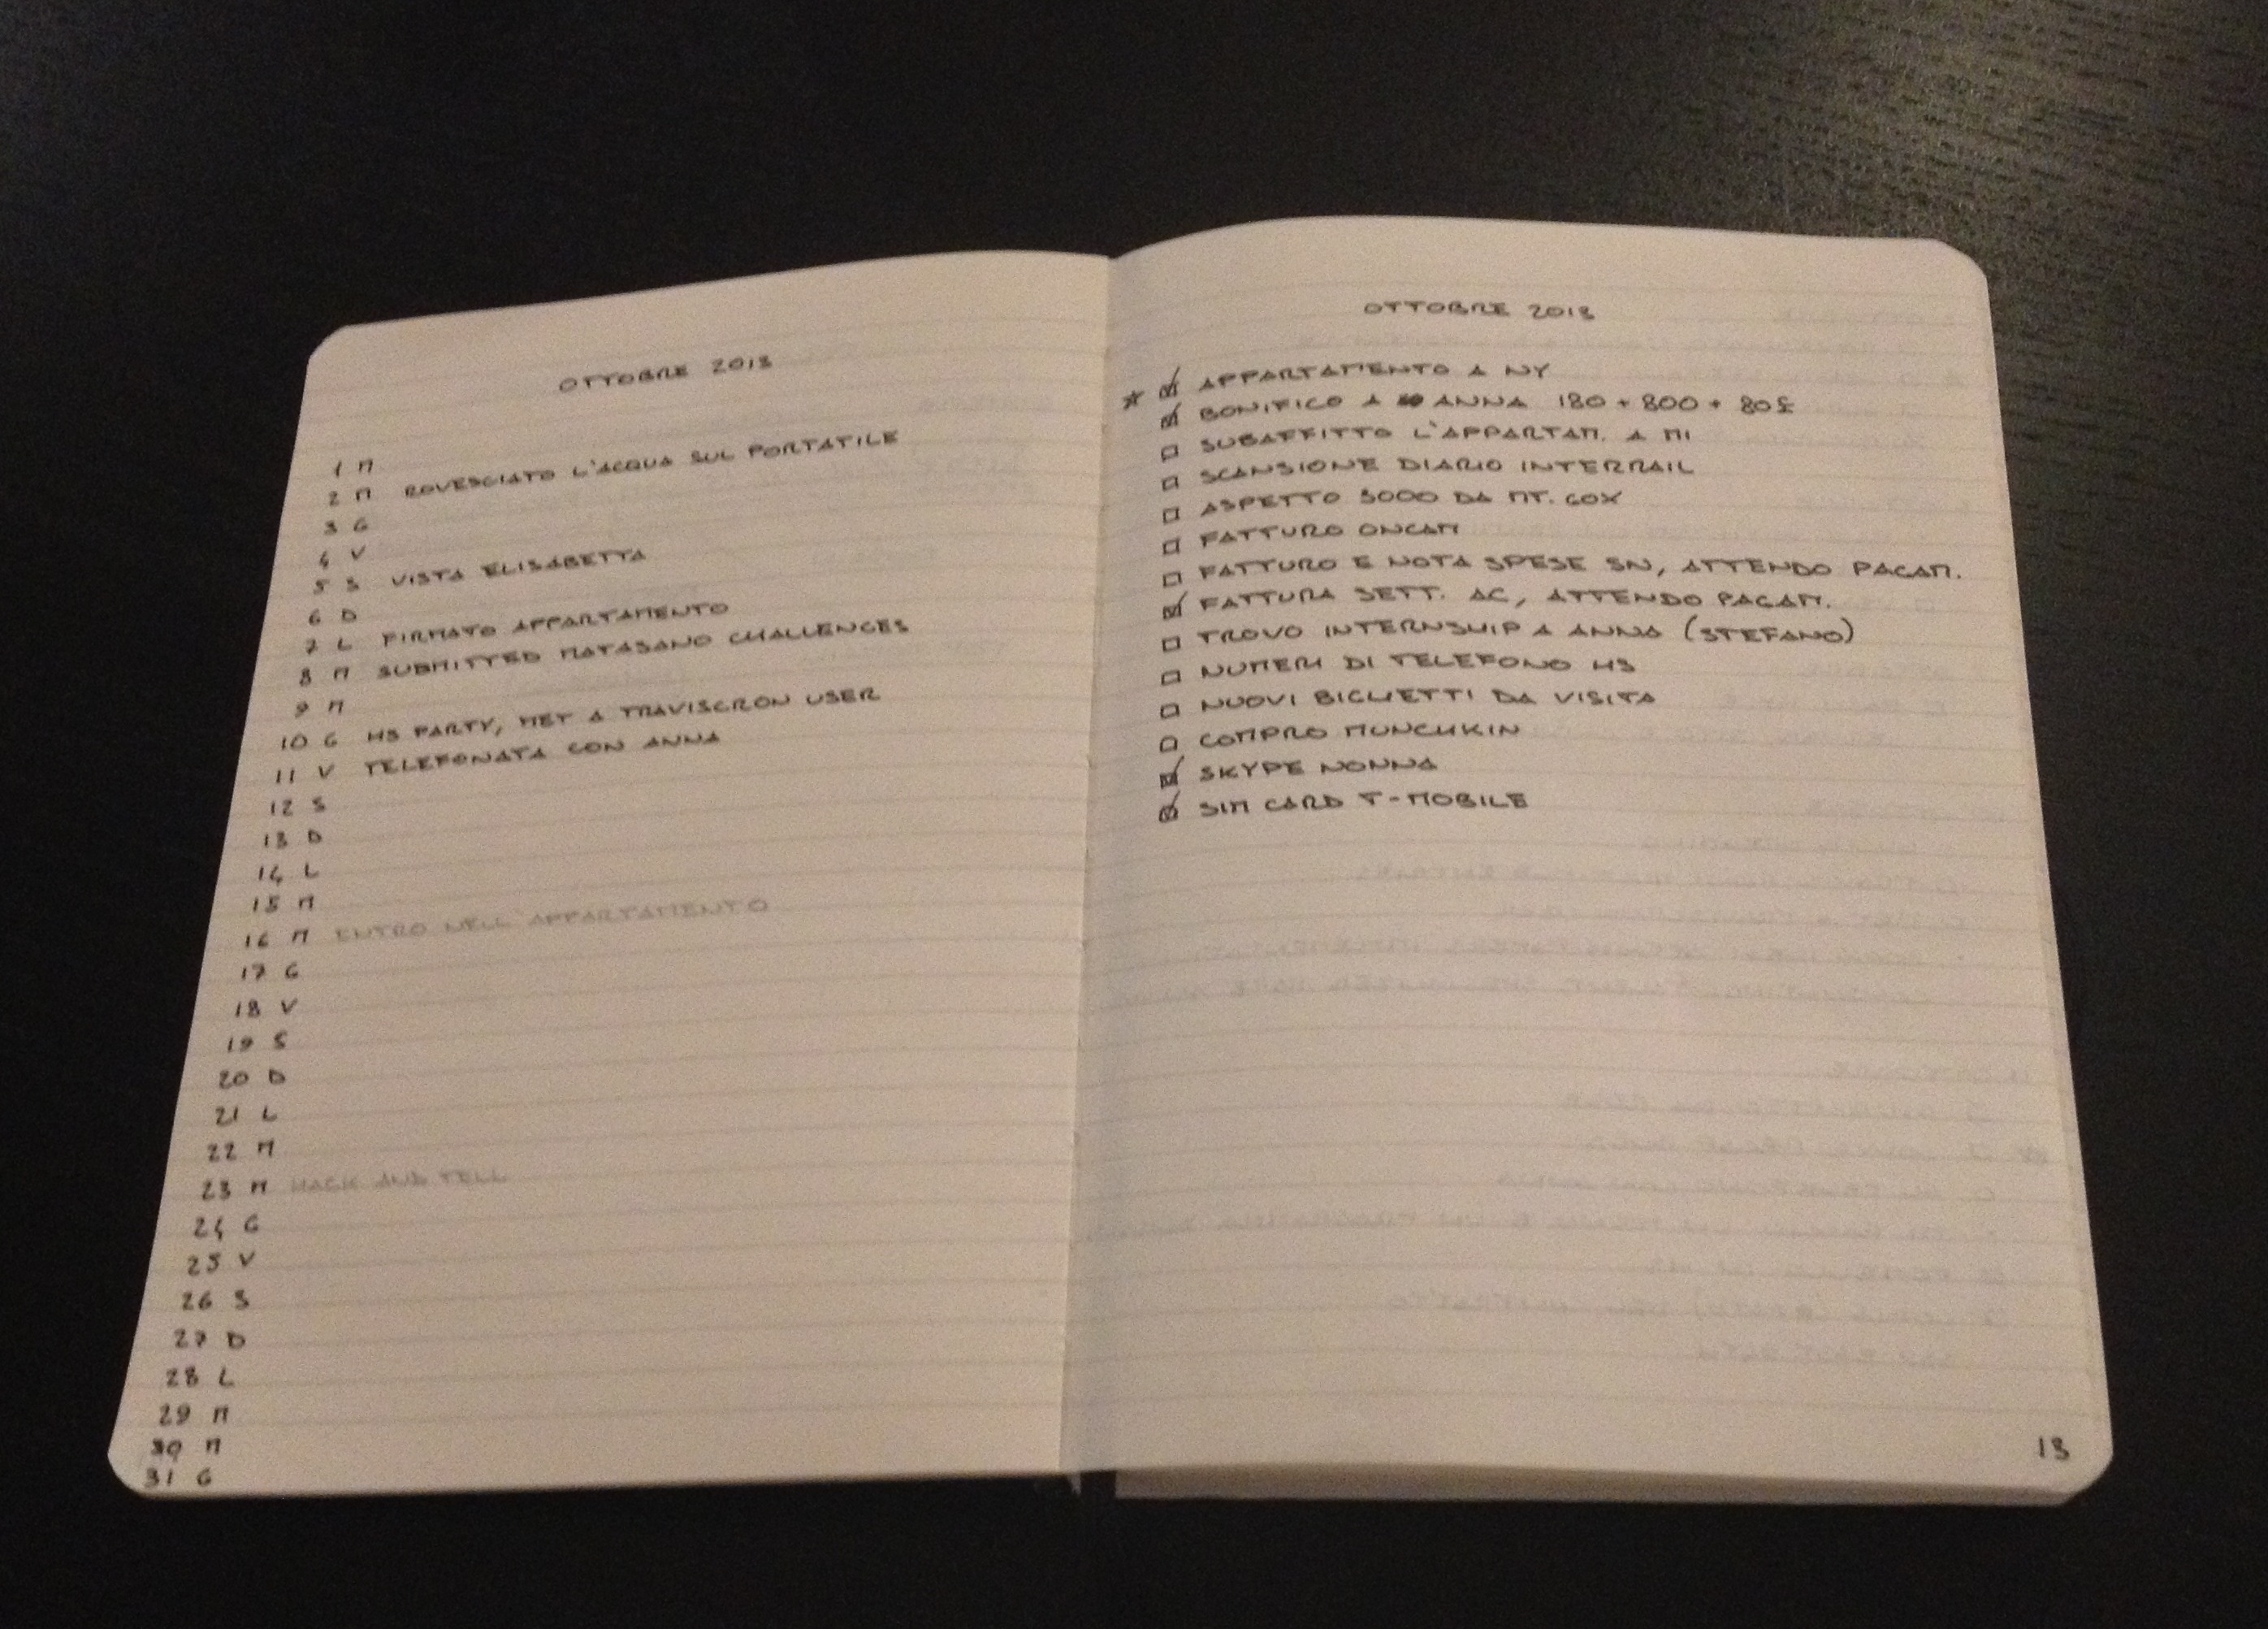 OTTOBRE 2013
1 M
2 M ROVESCIATO L'ACQUA SUL PORTATILE
3 G
4 V
5 S VISTA ELISABETTA
6 D
7 L FIRMATO APPARTAMENTO
8 M SUBMITTED MATASANO CHALLENGES
9 M
10 G HS PARTY, MET A TRAVISCRON USER
11 V TELEFONATA CON ANNA
12 S
13 D
14 L
15 M
16 M ENTRO NELL'APPARTAMENTO
17 G
18 V
19 S
20 D
21 L
22 M
23 M HACK AND TELL
24 G
25 V
26 S
27 D
28 L
29 M
30 M
31 G
OTTOBRE 2013
★ ☑ APPARTAMENTO A NY
☑ BONIFICO A ANNA 180 + 800 + 80£
☐ SUBAFFITTO L'APPARTAM. A MI
☐ SCANSIONE DIARIO INTERRAIL
☐ ASPETTO 5000 DA MT. GOX
☐ FATTURO ONCAM
☐ FATTURO E NOTA SPESE SN, ATTENDO PAGAM.
☑ FATTURA SETT. AC, ATTENDO PAGAM.
☐ TROVO INTERNSHIP A ANNA (STEFANO)
☐ NUMERI DI TELEFONO HS
☐ NUOVI BIGLIETTI DA VISITA
☐ COMPRO MUNCHKIN
☑ SKYPE NONNA
☑ SIM CARD T-MOBILE
13